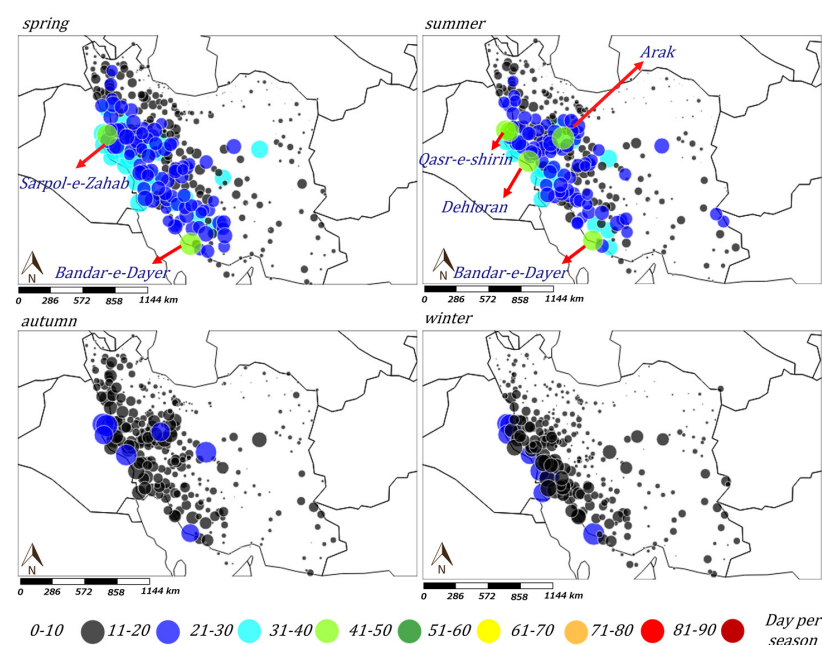 spring
summer
Arak
Qasr-e-shirin
Sarpol-e-Zahab
Dehloran
Bandar-e-Dayer
Bandar-e-Dayer
N
N
0 286 572 858 1144 km
0 286 572 858 1144 km
autumn
winter
N
N
0 286 572 858 1144 km
0 286 572 858 1144 km
0-10 11-20 21-30 31-40 41-50 51-60 61-70 71-80 81-90 Day per
season